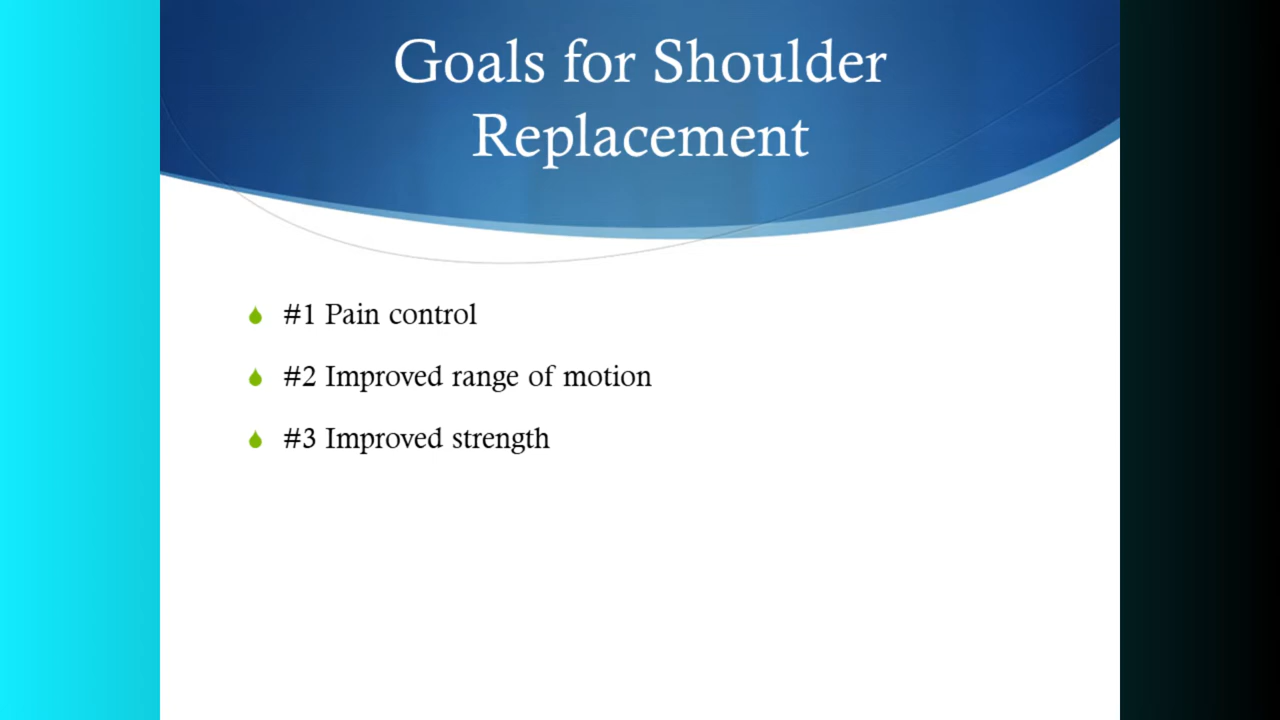 Goals for Shoulder
Replacement
#1 Pain control
#2 Improved range of motion
#3 Improved strength